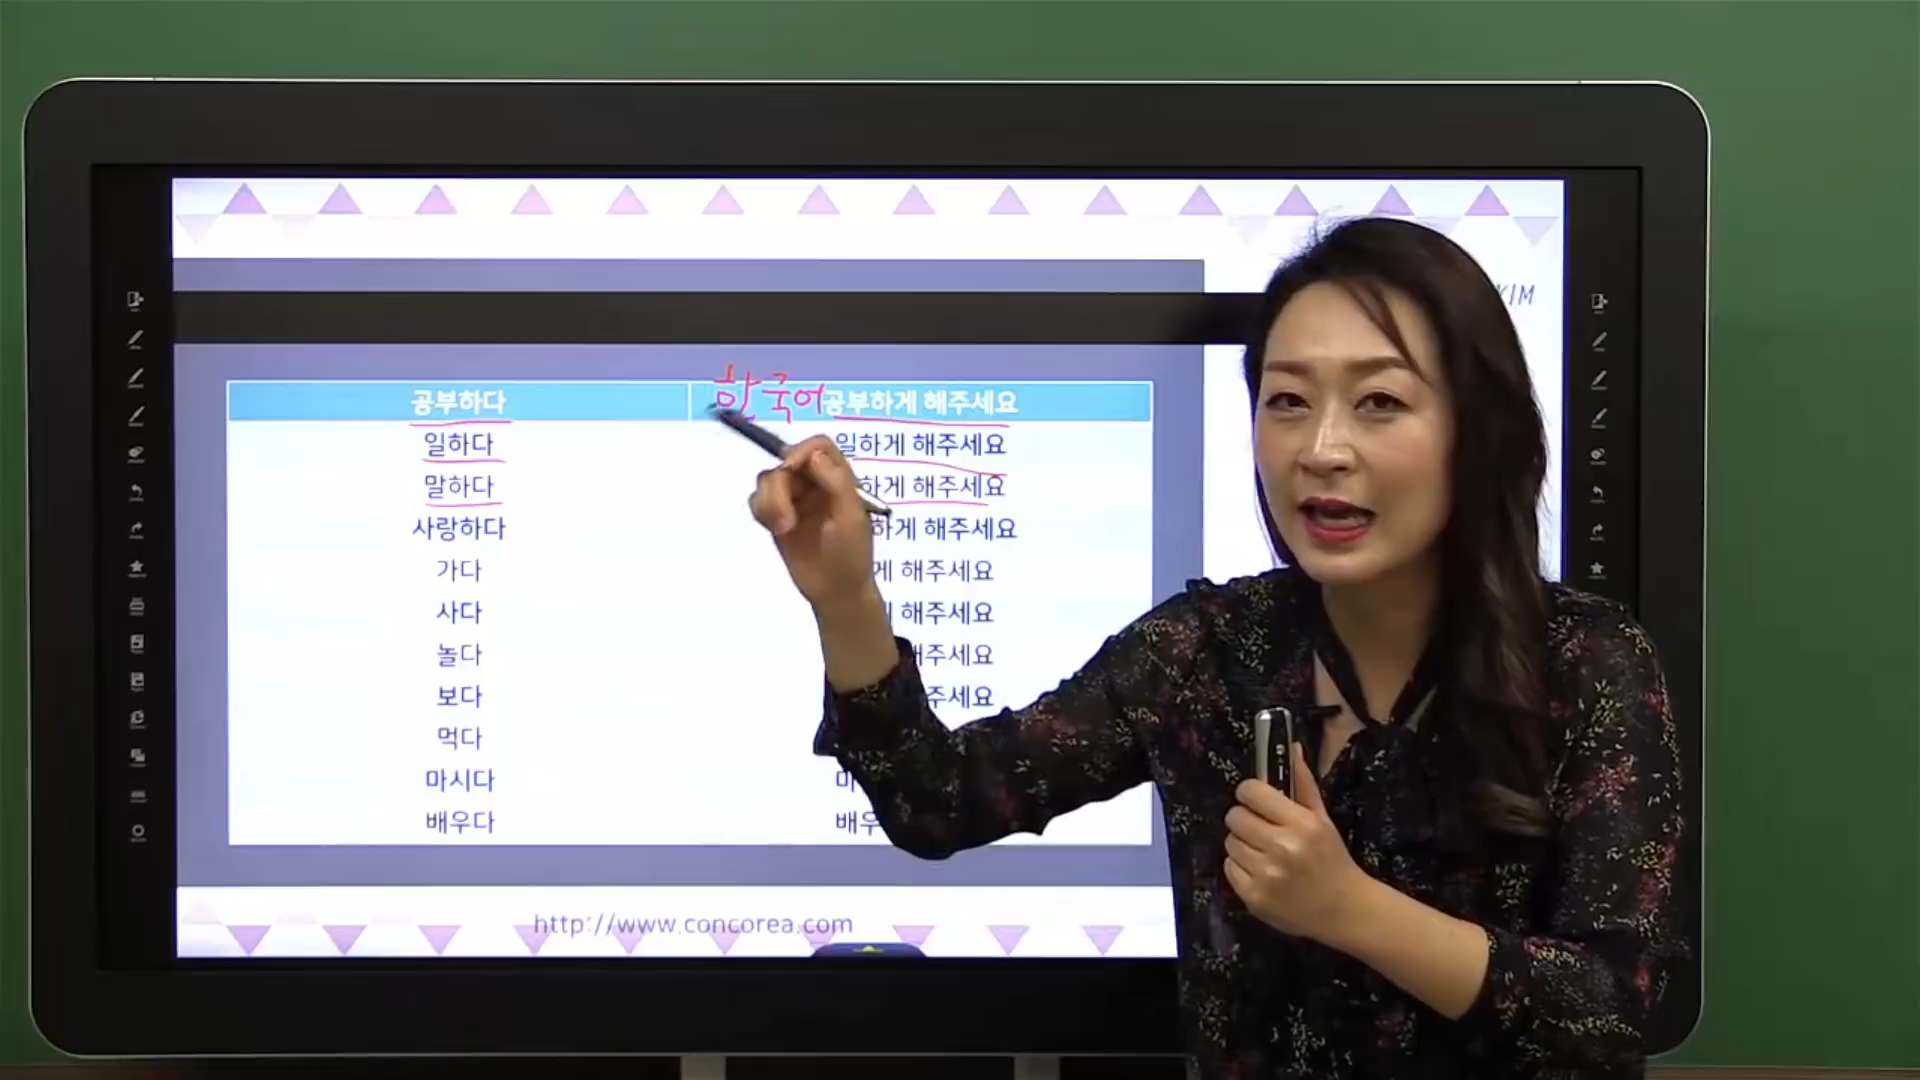 KIM
공부하다 한국어 공부하게 해주세요
일하다 일하게 해주세요
말하다 하게 해주세요
사랑하다 하게 해주세요
가다 게 해주세요
사다 해주세요
놀다 해주세요
보다 주세요
먹다
마시다 마
배우다 배우
http://www.concorea.com